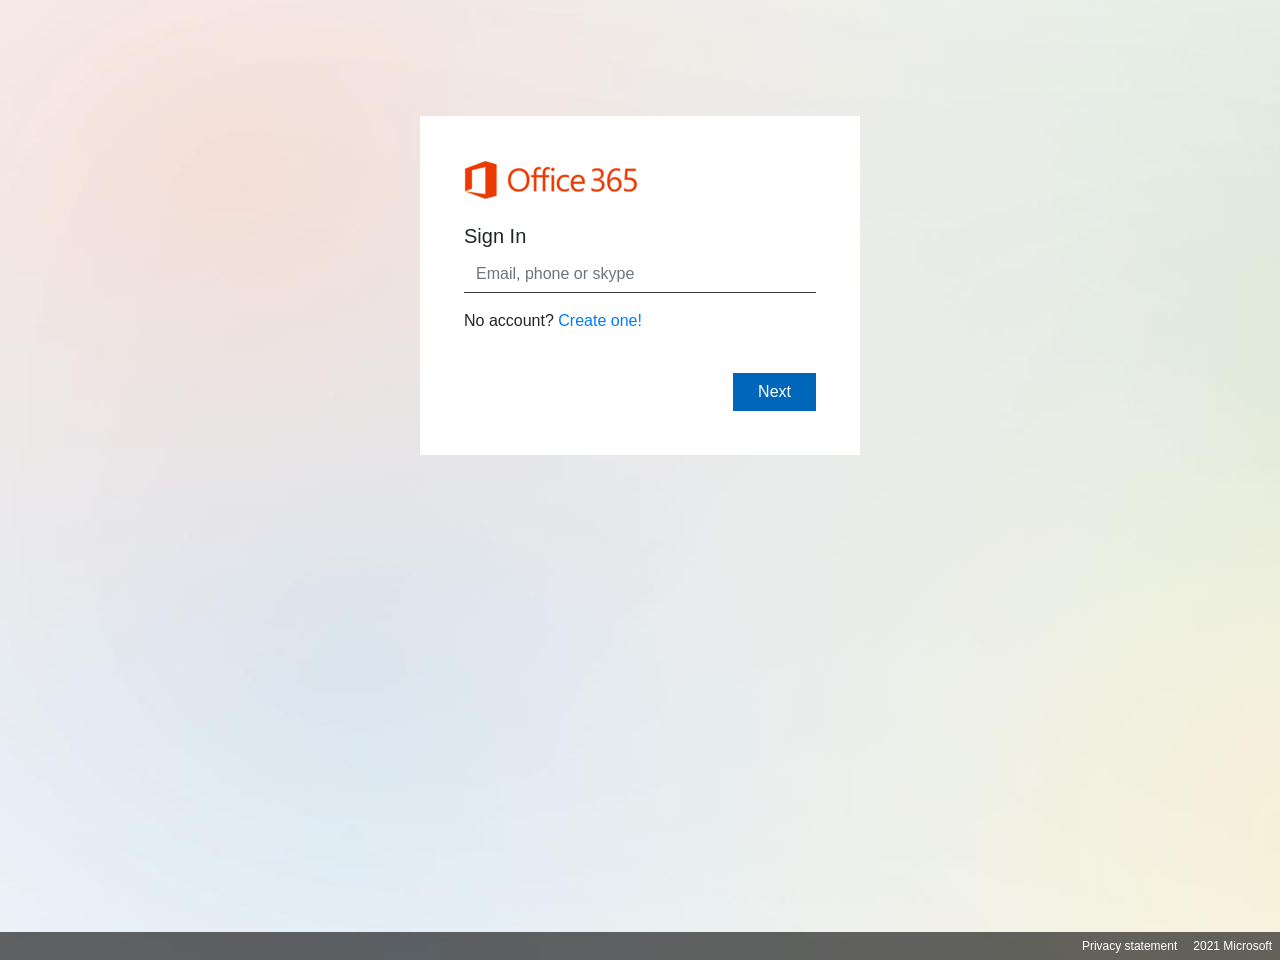 Office 365
Sign In
Email, phone or skype
No account? Create one!
Next
Privacy statement 2021 Microsoft